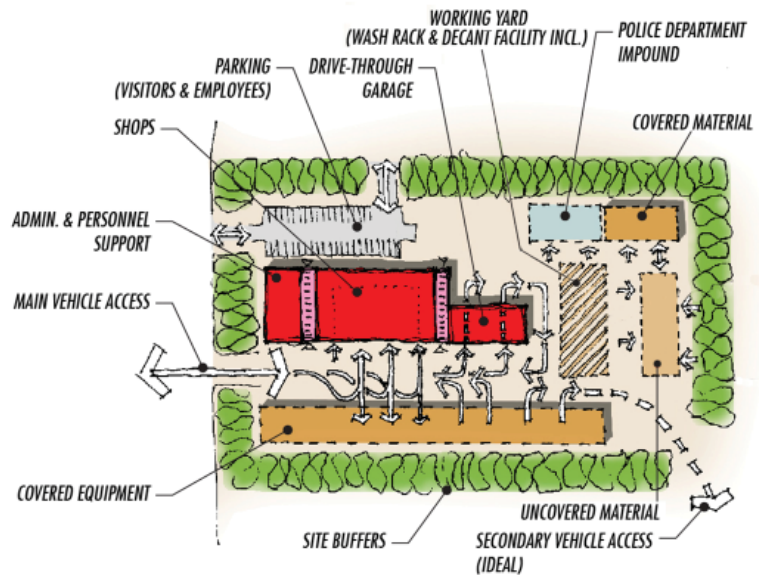 WORKING YARD
(WASH RACK & DECANT FACILITY INCL.)
POLICE DEPARTMENT
IMPOUND
PARKING
(VISITORS & EMPLOYEES)
DRIVE-THROUGH
GARAGE
SHOPS
COVERED MATERIAL
ADMIN. & PERSONNEL
SUPPORT
MAIN VEHICLE ACCESS
COVERED EQUIPMENT
SITE BUFFERS
UNCOVERED MATERIAL
SECONDARY VEHICLE ACCESS
(IDEAL)